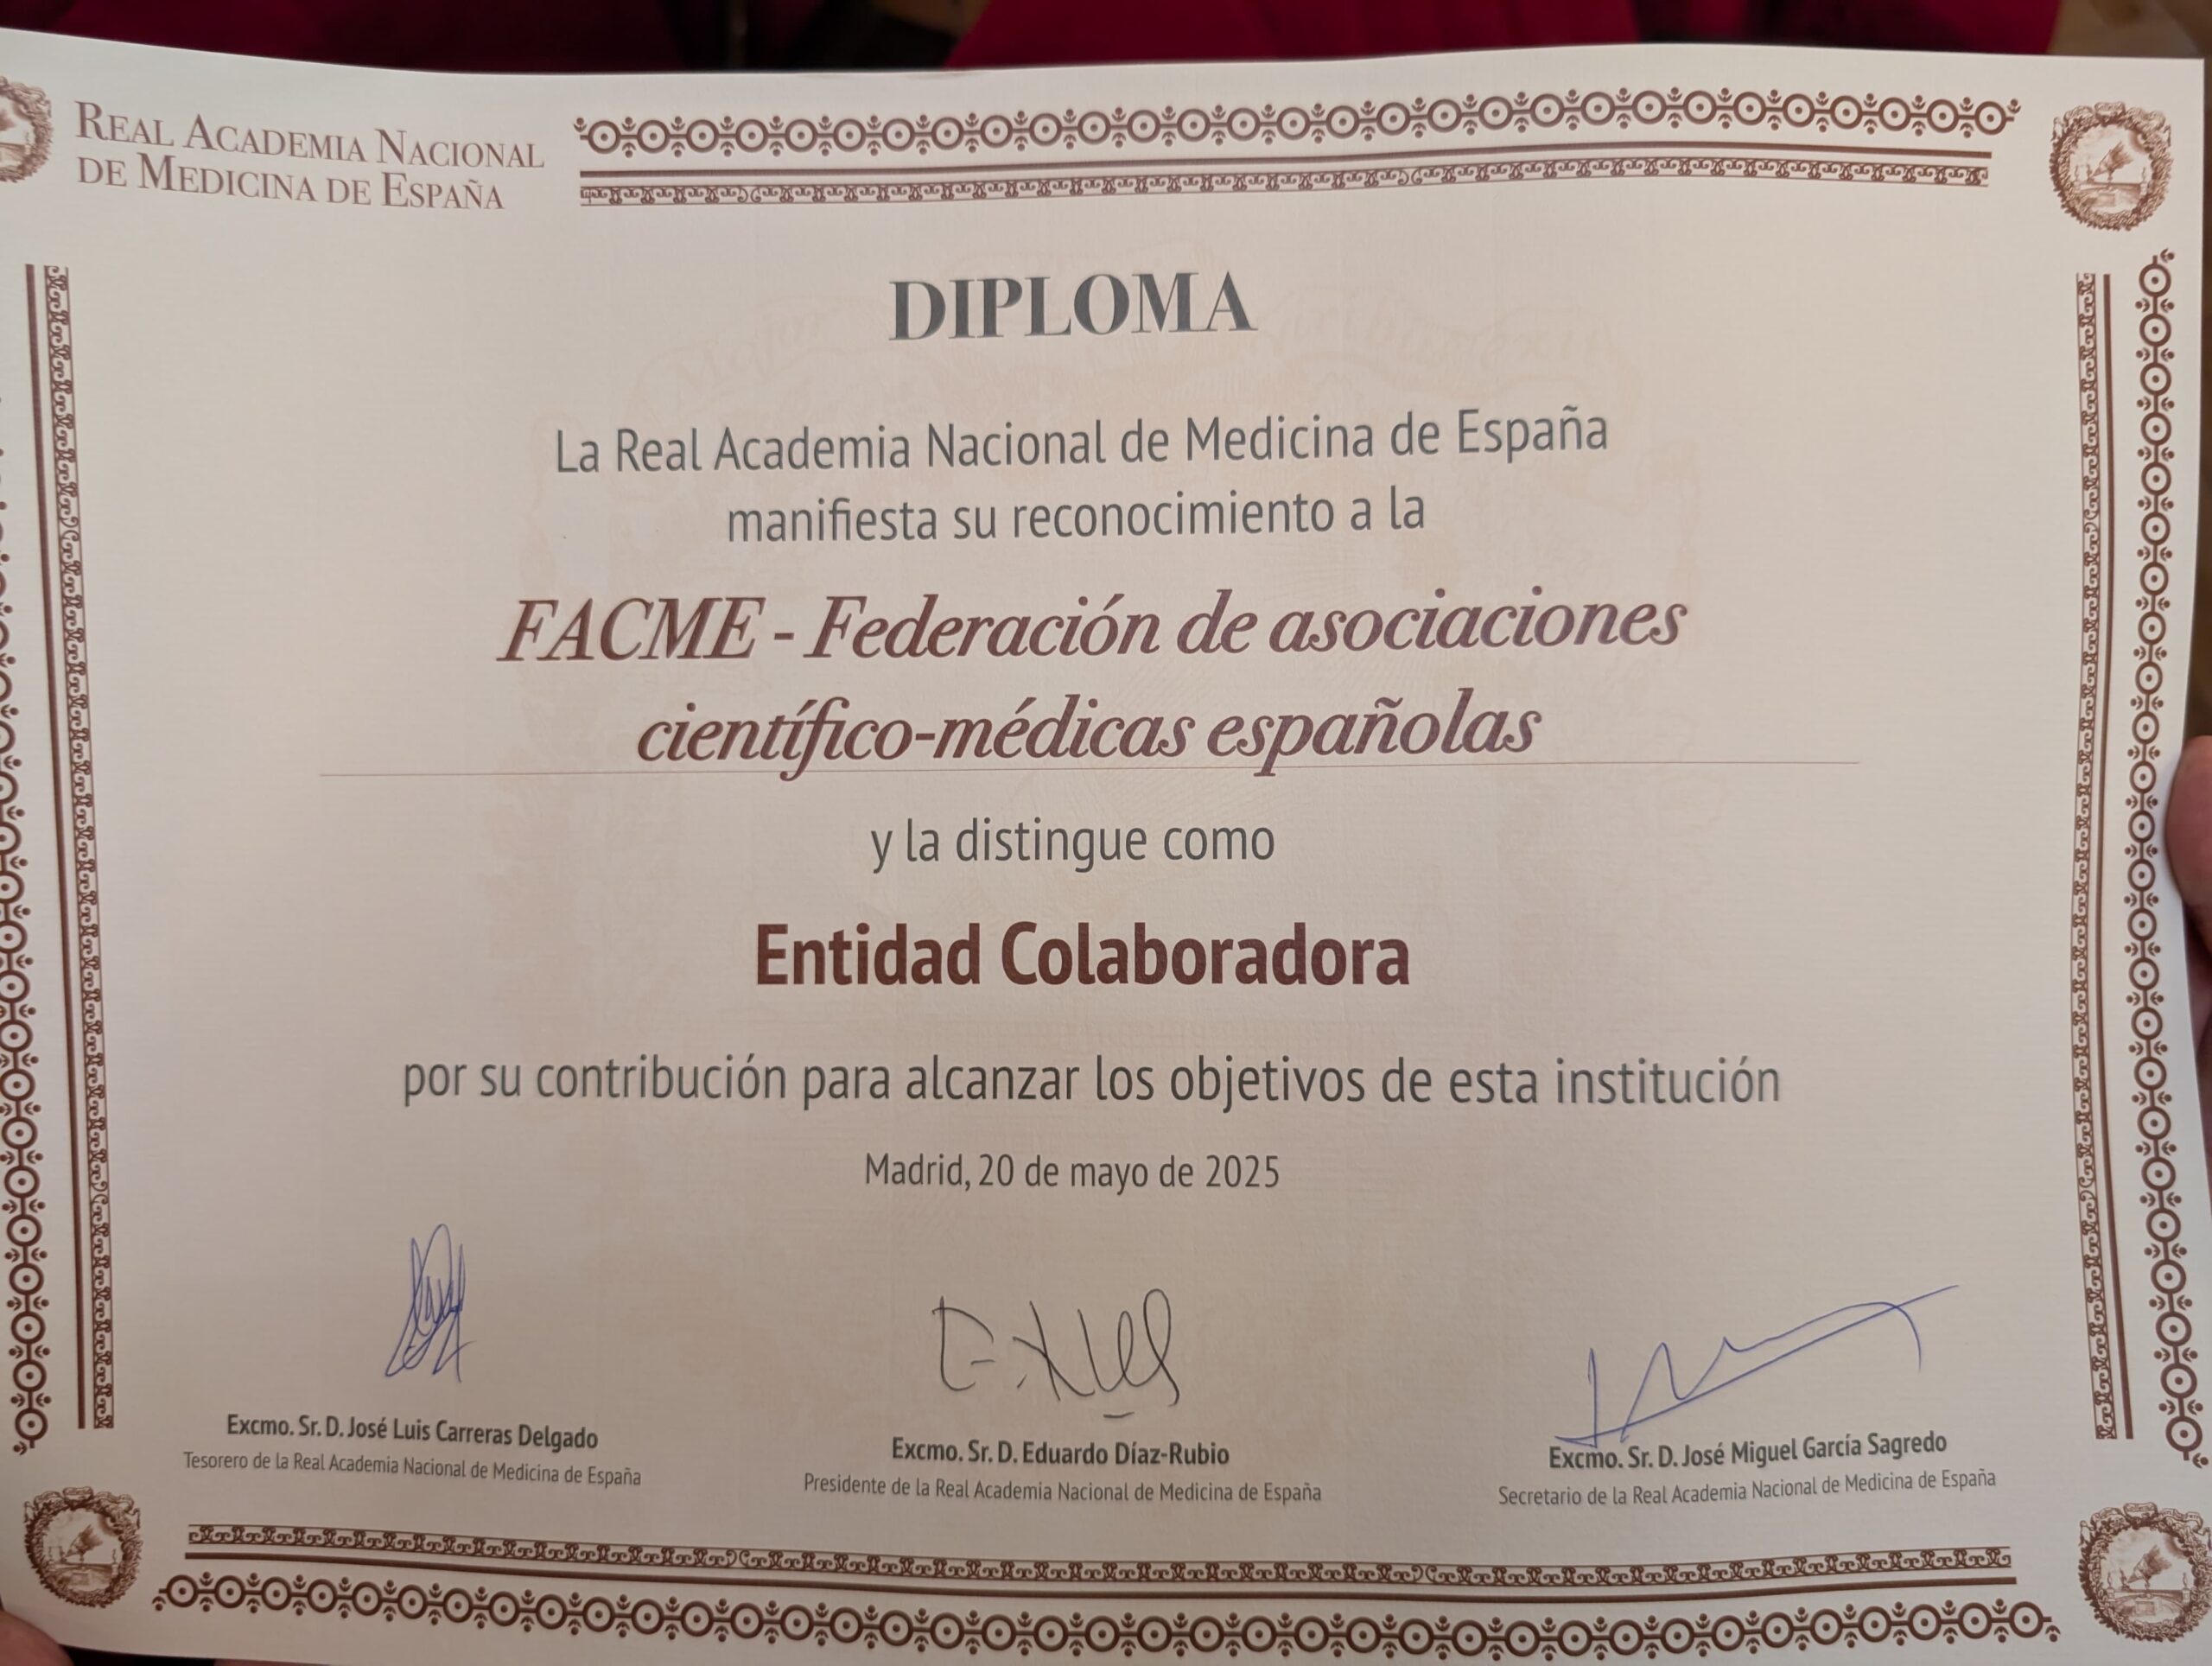 REAL ACADEMIA NACIONAL
DE MEDICINA DE ESPAÑA
DIPLOMA
La Real Academia Nacional de Medicina de España
manifiesta su reconocimiento a la
FACME - Federación de asociaciones
científico-médicas españolas
y la distingue como
Entidad Colaboradora
por su contribución para alcanzar los objetivos de esta institución
Madrid, 20 de mayo de 2025
Excmo. Sr. D. José Luis Carreras Delgado
Tesorero de la Real Academia Nacional de Medicina de España
Excmo. Sr. D. Eduardo Díaz-Rubio
Presidente de la Real Academia Nacional de Medicina de España
Excmo. Sr. D. José Miguel García Sagredo
Secretario de la Real Academia Nacional de Medicina de España